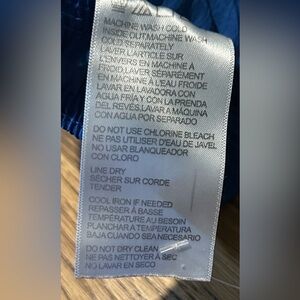 MACHINE WASH COLD
INSIDE OUT.MACHINE WASH
COLD SEPARATELY
LAVER L'ARTICLE SUR
L'ENVERS EN MACHINE À
FROID.LAVER SÉPARÉMENT
EN MACHINE À L'EAU FROIDE
LAVAR EN LAVADORA CON
AGUA FRÍA Y CON LA PRENDA
DEL REVÉS.LAVAR A MÁQUINA
CON AGUA POR SEPARADO
DO NOT USE CHLORINE BLEACH
NE PAS UTILISER D'EAU DE JAVEL
NO USAR BLANQUEADOR
CON CLORO
LINE DRY
SÉCHER SUR CORDE
TENDER
COOL IRON IF NEEDED
REPASSER À BASSE
TEMPÉRATURE AU BESOIN
PLANCHAR A TEMPERATURA
BAJA CUANDO SEA NECESARIO
DO NOT DRY CLEAN
NE PAS NETTOYER À SEC
NO LAVAR EN SECO